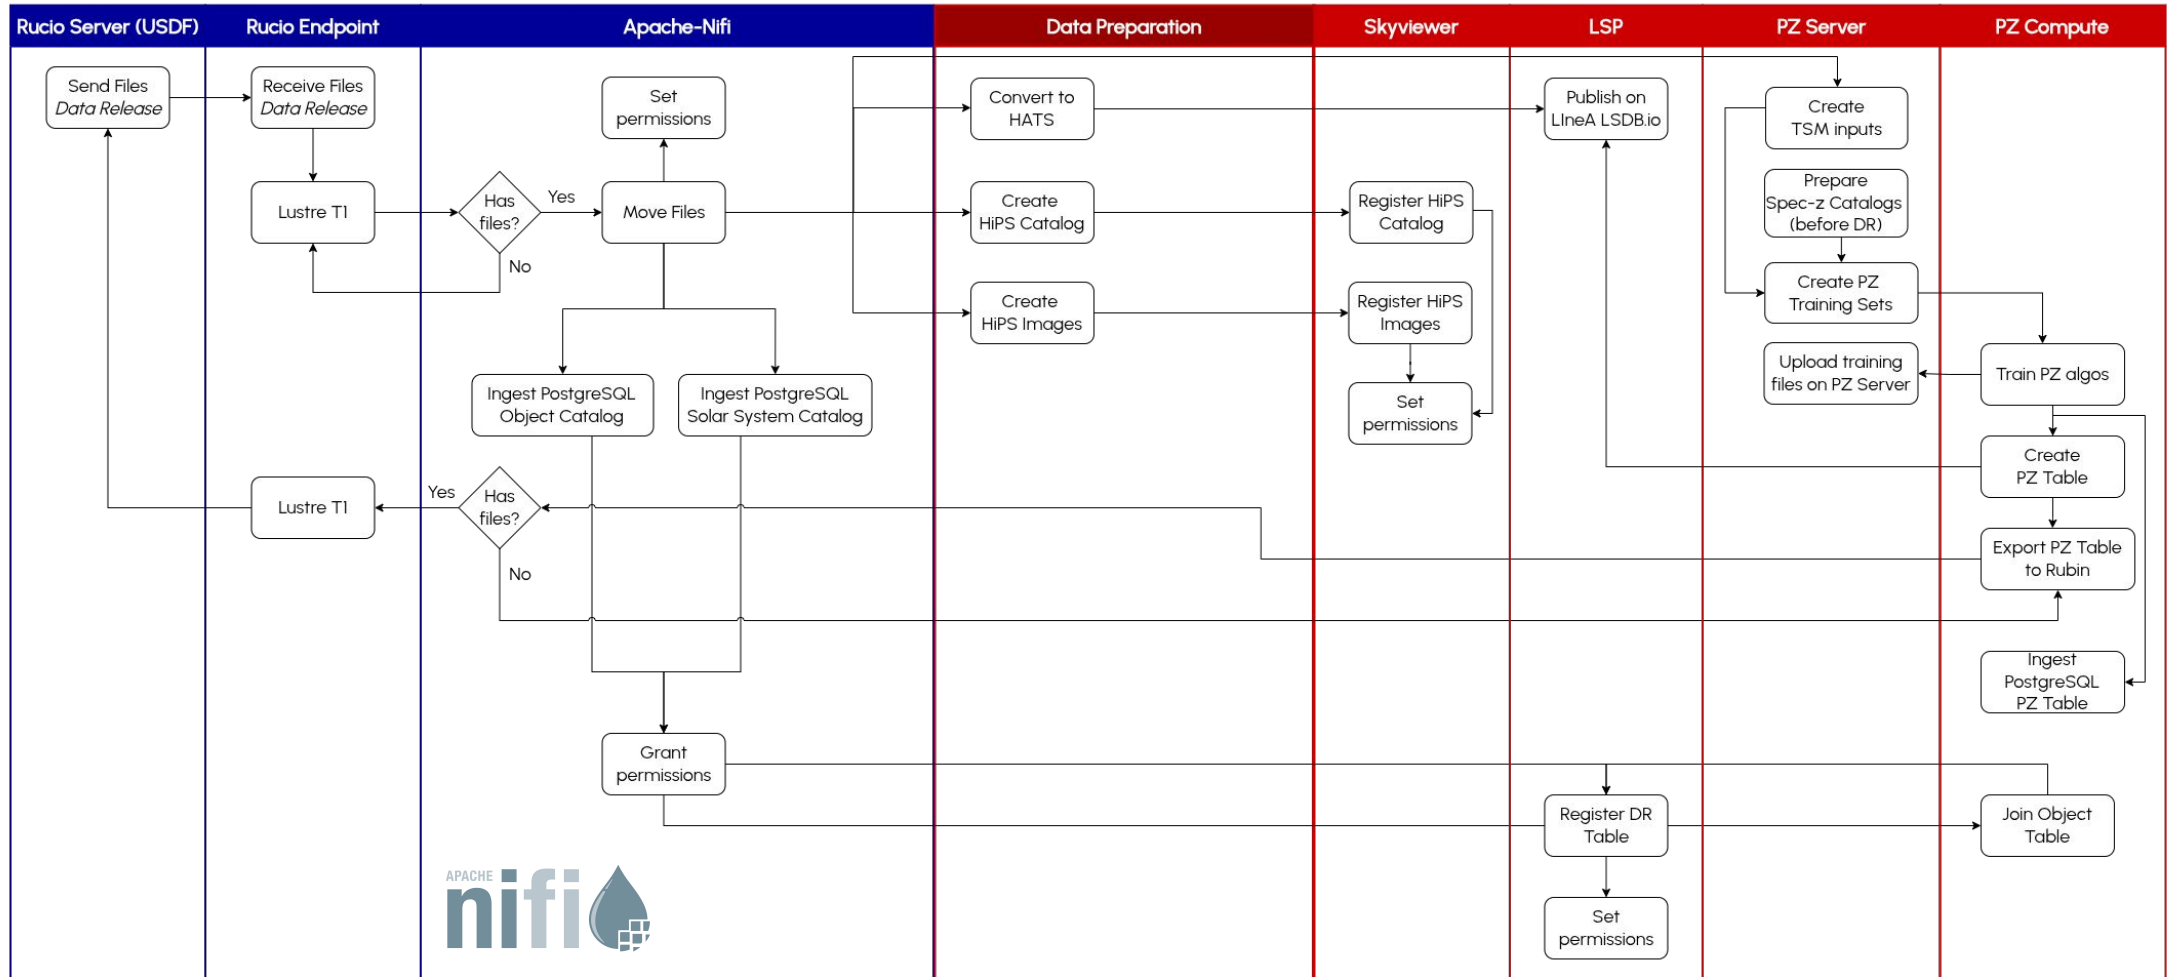 Rucio Server (USDF)
Rucio Endpoint
Apache-Nifi
Data Preparation
Skyviewer
LSP
PZ Server
PZ Compute
Send Files
Data Release
Receive Files
Data Release
Set
permissions
Convert to
HATS
Publish on
LIneA LSDB.io
Create
TSM inputs
Lustre T1
Has
files?
Yes
No
Move Files
Create
HiPS Catalog
Register HiPS
Catalog
Prepare
Spec-z Catalogs
(before DR)
Create
HiPS Images
Register HiPS
Images
Create PZ
Training Sets
Ingest PostgreSQL
Object Catalog
Ingest PostgreSQL
Solar System Catalog
Set
permissions
Upload training
files on PZ Server
Train PZ algos
Create
PZ Table
Lustre T1
Yes
Has
files?
No
Export PZ Table
to Rubin
Ingest
PostgreSQL
PZ Table
Grant
permissions
Register DR
Table
Join Object
Table
Set
permissions
APACHE
nifi